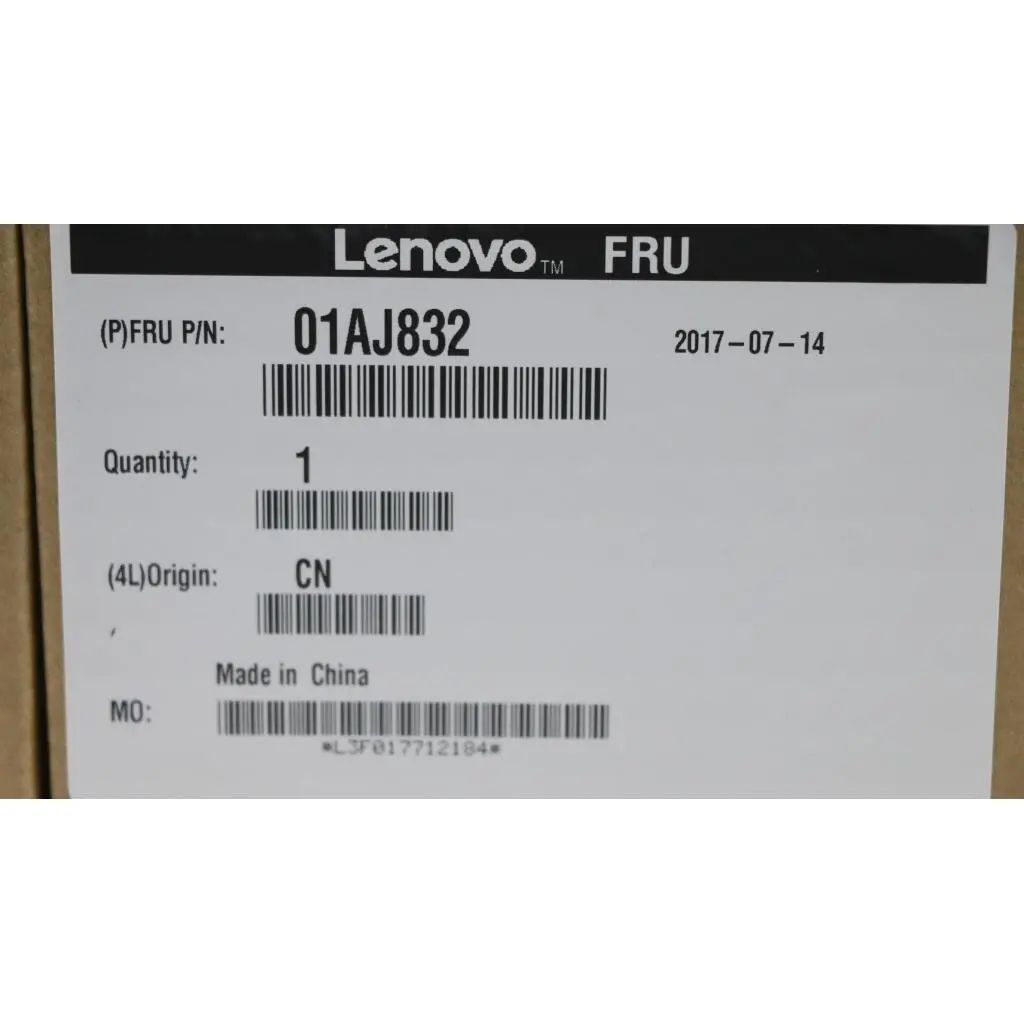 Lenovo™ FRU
(P)FRU P/N: 01AJ832 2017-07-14
Quantity: 1
(4L)Origin: CN
Made in China
MO:
*L3F017712184*